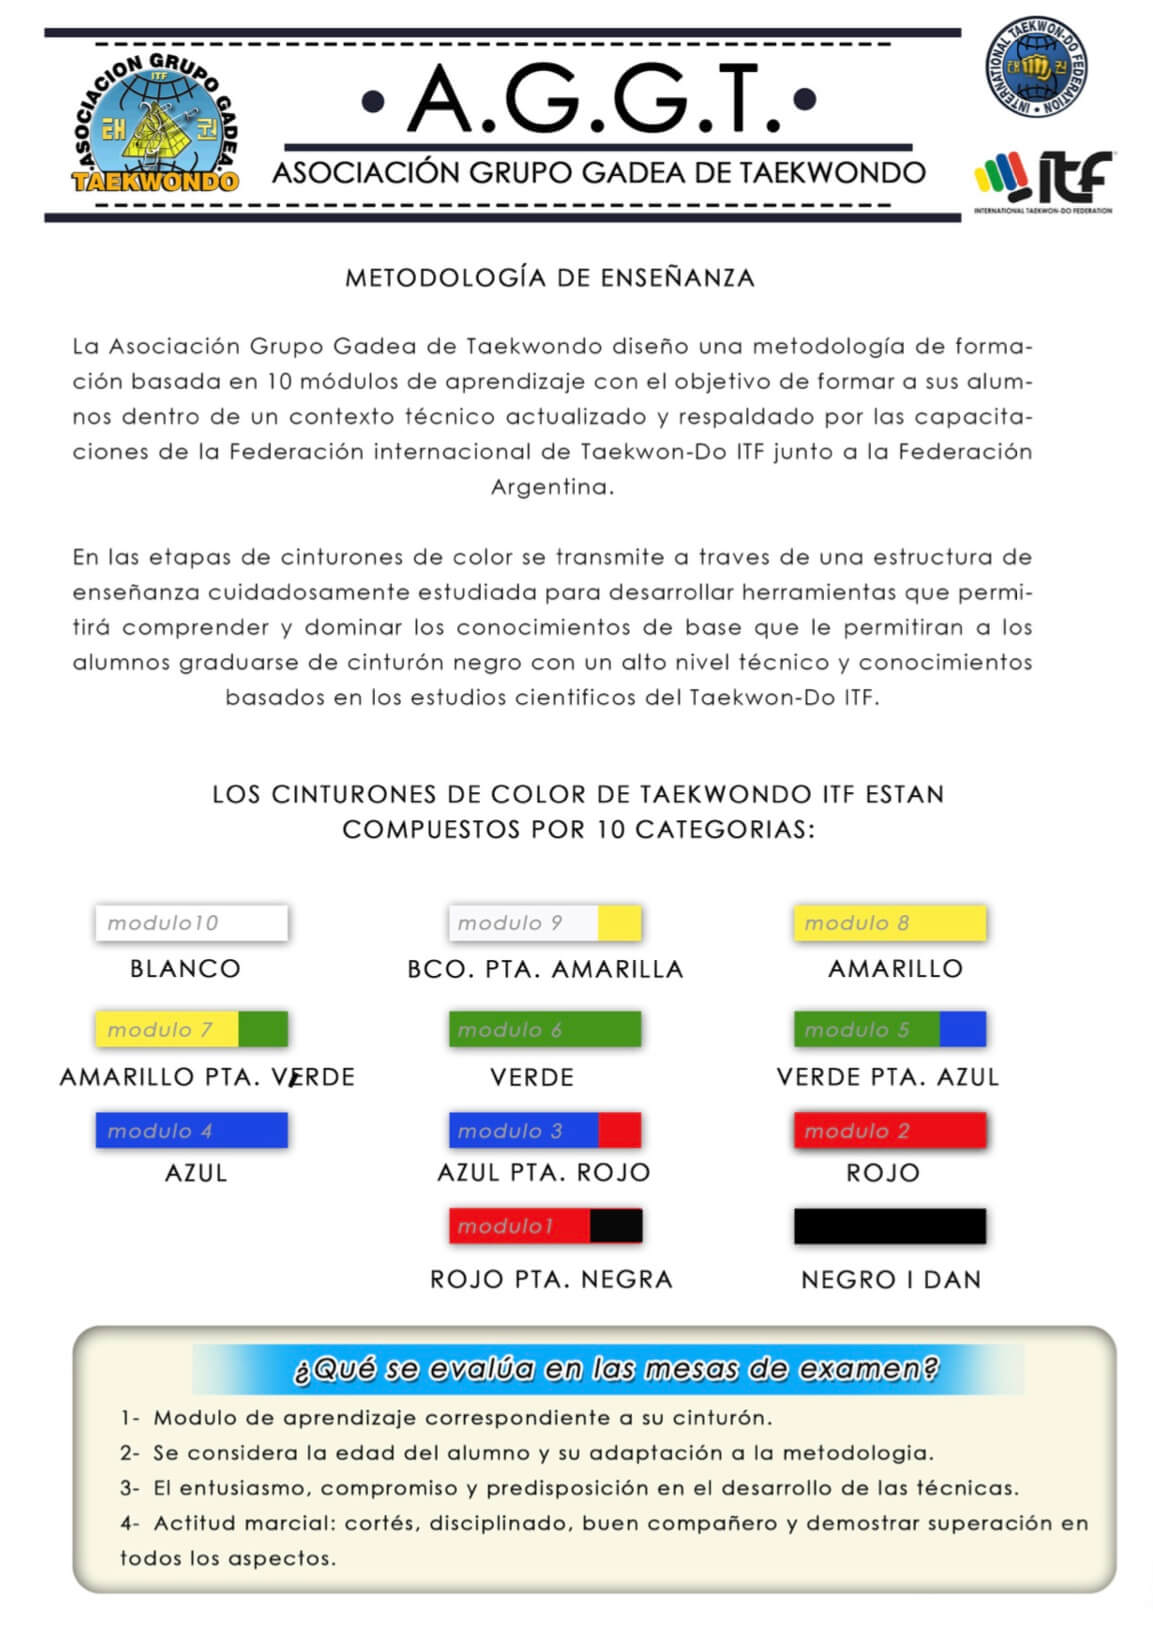 ASOCIACION GRUPO GADEA
ITF
태 권
TAEKWONDO
A.G.G.T.
ASOCIACIÓN GRUPO GADEA DE TAEKWONDO
INTERNATIONAL TAEKWON-DO FEDERATION
태 권
itf
INTERNATIONAL TAEKWON-DO FEDERATION
METODOLOGÍA DE ENSEÑANZA
La Asociación Grupo Gadea de Taekwondo diseño una metodología de forma-
ción basada en 10 módulos de aprendizaje con el objetivo de formar a sus alum-
nos dentro de un contexto técnico actualizado y respaldado por las capacita-
ciones de la Federación internacional de Taekwon-Do ITF junto a la Federación
Argentina.
En las etapas de cinturones de color se transmite a traves de una estructura de
enseñanza cuidadosamente estudiada para desarrollar herramientas que permi-
tirá comprender y dominar los conocimientos de base que le permitiran a los
alumnos graduarse de cinturón negro con un alto nivel técnico y conocimientos
basados en los estudios cientificos del Taekwon-Do ITF.
LOS CINTURONES DE COLOR DE TAEKWONDO ITF ESTAN
COMPUESTOS POR 10 CATEGORIAS:
modulo10 modulo 9 modulo 8
BLANCO BCO. PTA. AMARILLA AMARILLO
modulo 7 modulo 6 modulo 5
AMARILLO PTA. VERDE VERDE VERDE PTA. AZUL
modulo 4 modulo 3 modulo 2
AZUL AZUL PTA. ROJO ROJO
modulo1
ROJO PTA. NEGRA NEGRO I DAN
¿Qué se evalúa en las mesas de examen?
1- Modulo de aprendizaje correspondiente a su cinturón.
2- Se considera la edad del alumno y su adaptación a la metodologia.
3- El entusiasmo, compromiso y predisposición en el desarrollo de las técnicas.
4- Actitud marcial: cortés, disciplinado, buen compañero y demostrar superación en
todos los aspectos.